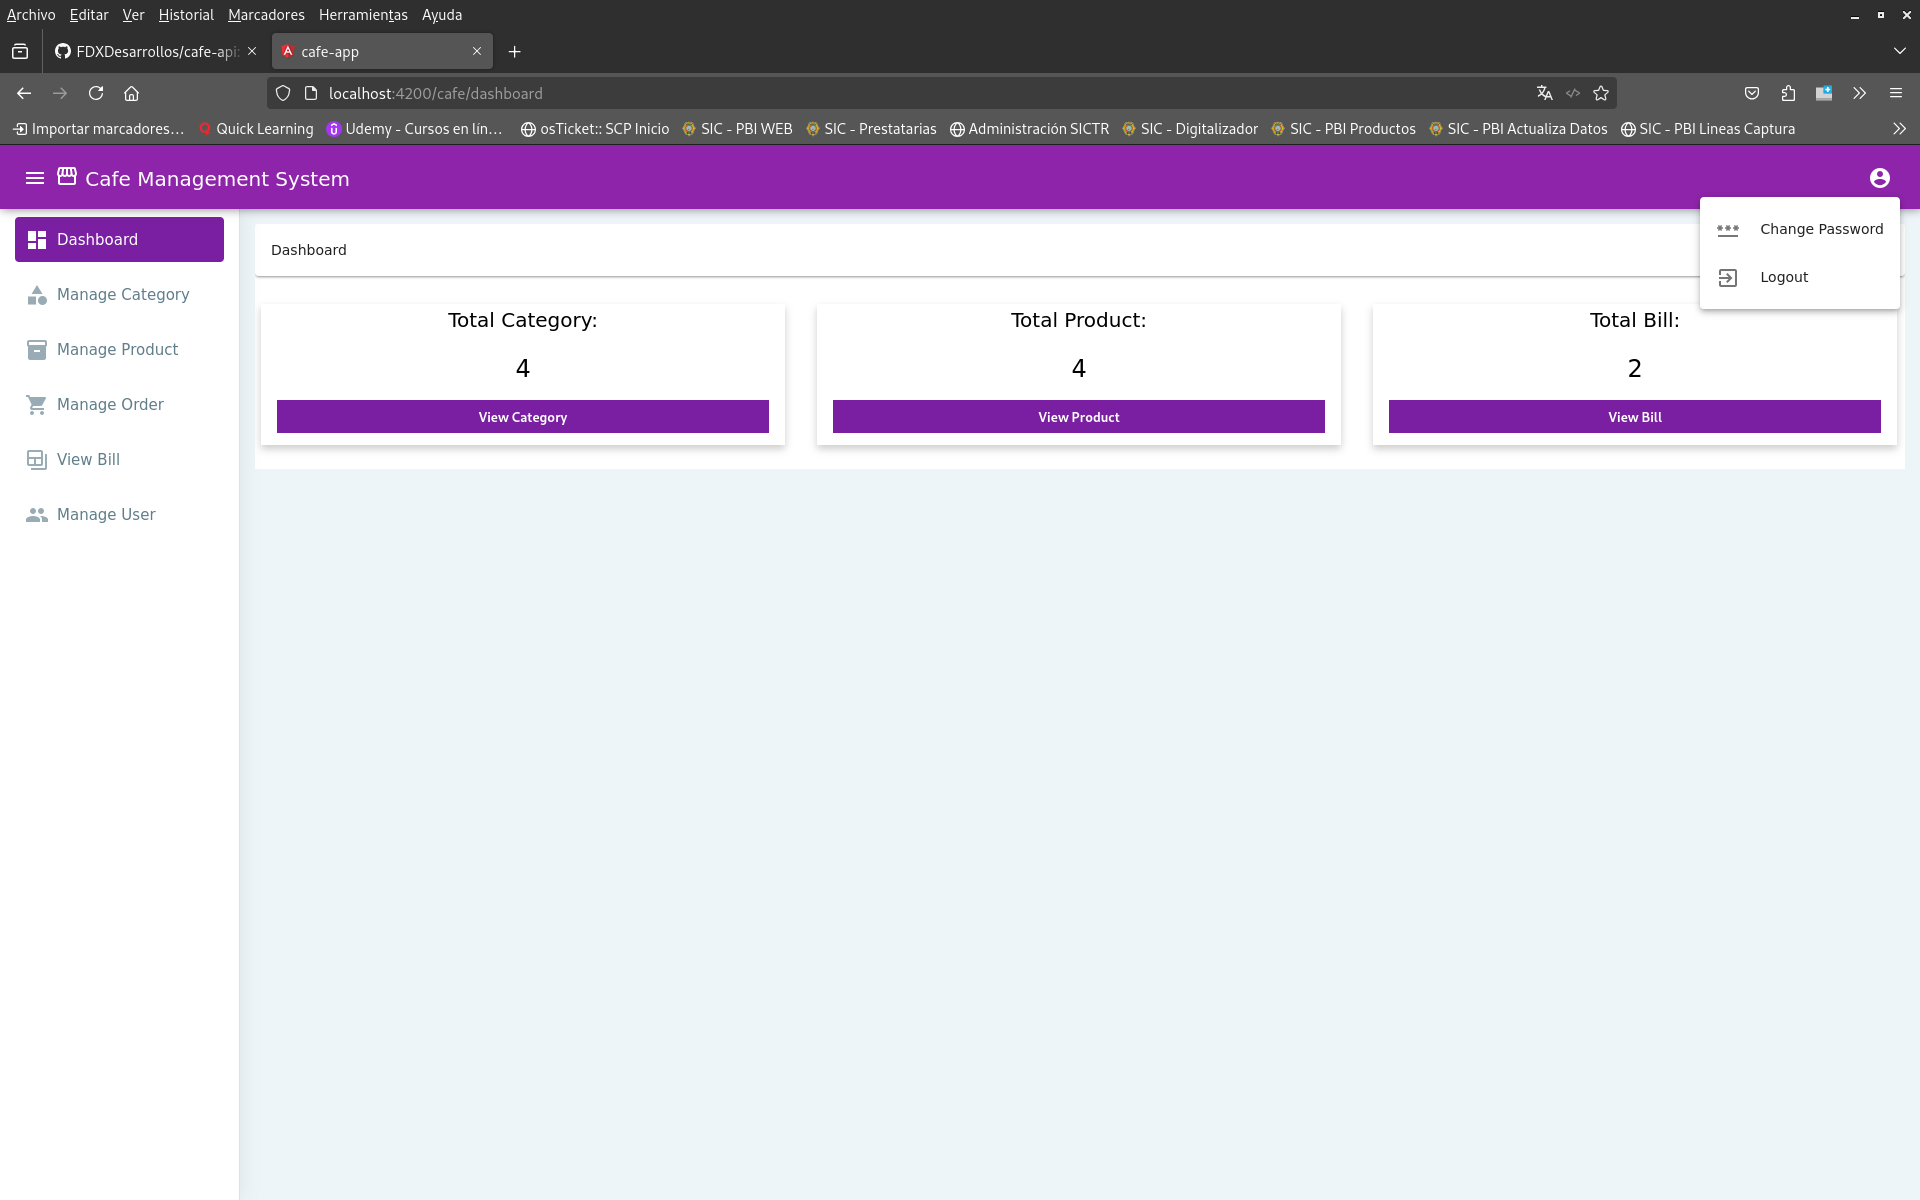 Archivo Editar Ver Historial Marcadores Herramientas Ayuda
FDXDesarrollos/cafe-api: cafe-app
localhost:4200/cafe/dashboard
Importar marcadores… Quick Learning Udemy - Cursos en lín… osTicket:: SCP Inicio SIC - PBI WEB SIC - Prestatarias Administración SICTR SIC - Digitalizador SIC - PBI Productos SIC - PBI Actualiza Datos SIC - PBI Lineas Captura
Cafe Management System
Change Password
Logout
Dashboard
Manage Category
Manage Product
Manage Order
View Bill
Manage User
Dashboard
Total Category:
4
View Category
Total Product:
4
View Product
Total Bill:
2
View Bill